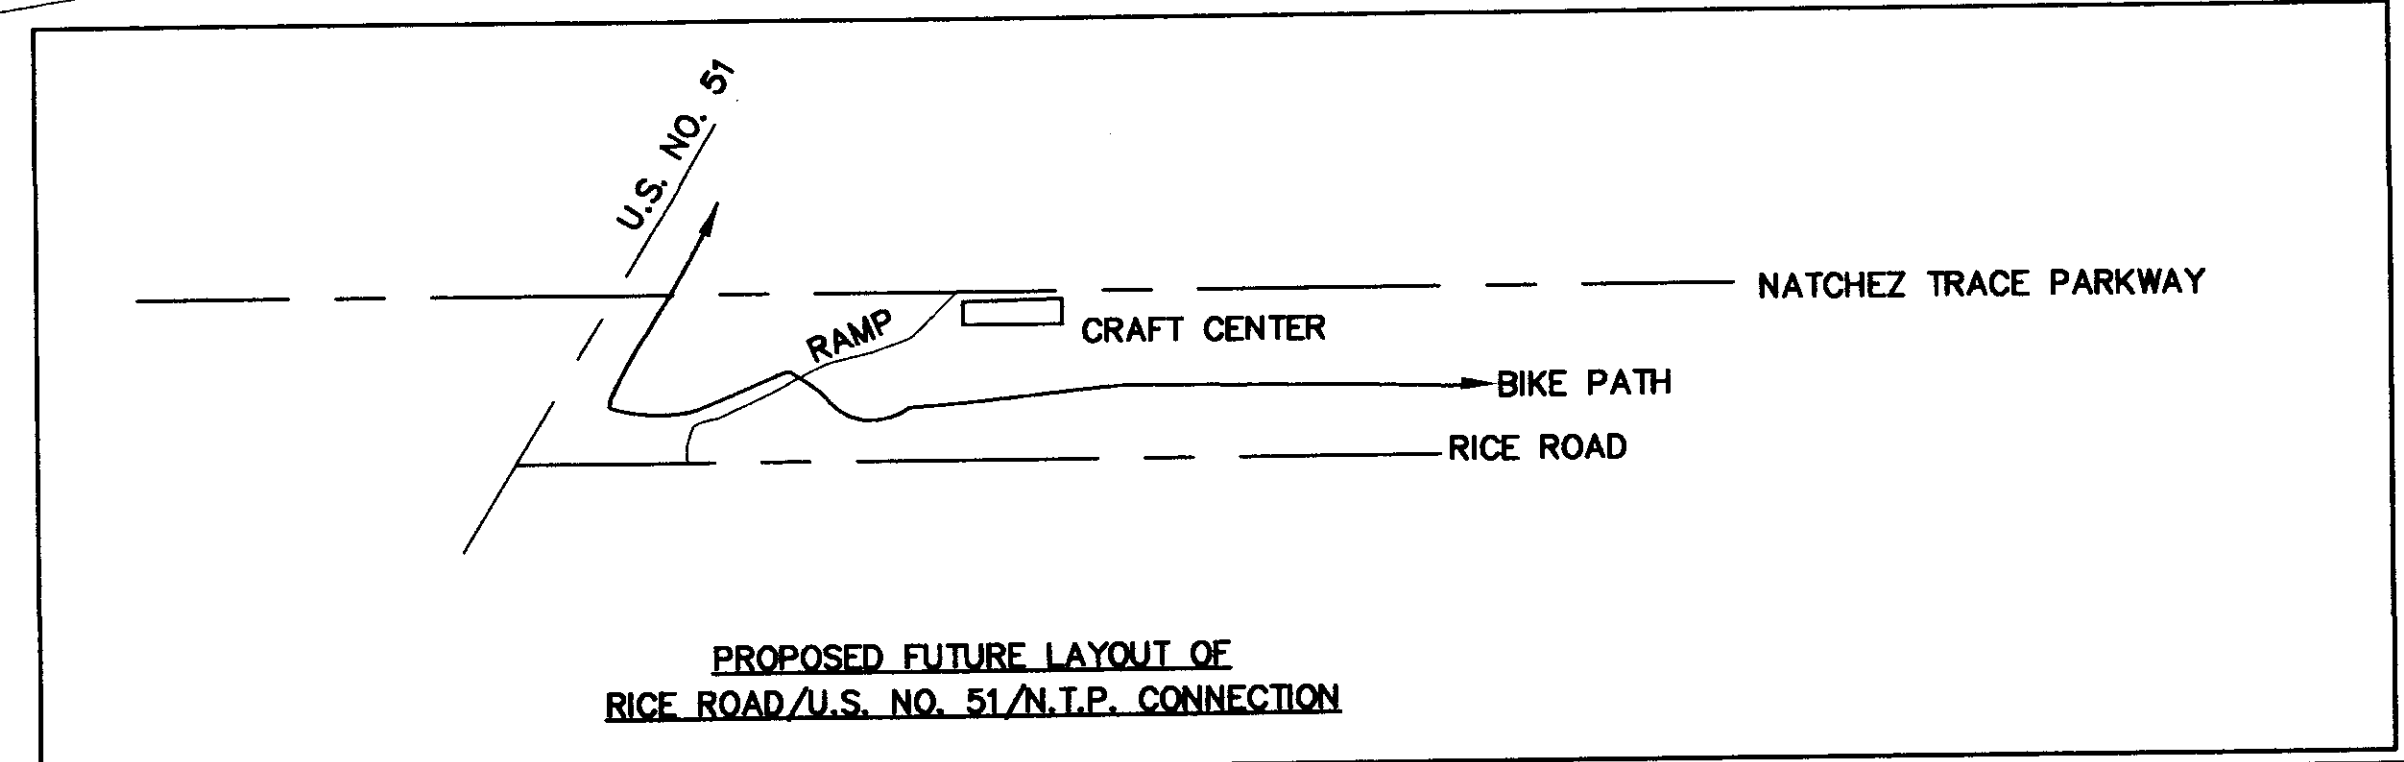 U.S. NO. 51
NATCHEZ TRACE PARKWAY
RAMP
CRAFT CENTER
BIKE PATH
RICE ROAD
PROPOSED FUTURE LAYOUT OF
RICE ROAD/U.S. NO. 51/N.T.P. CONNECTION